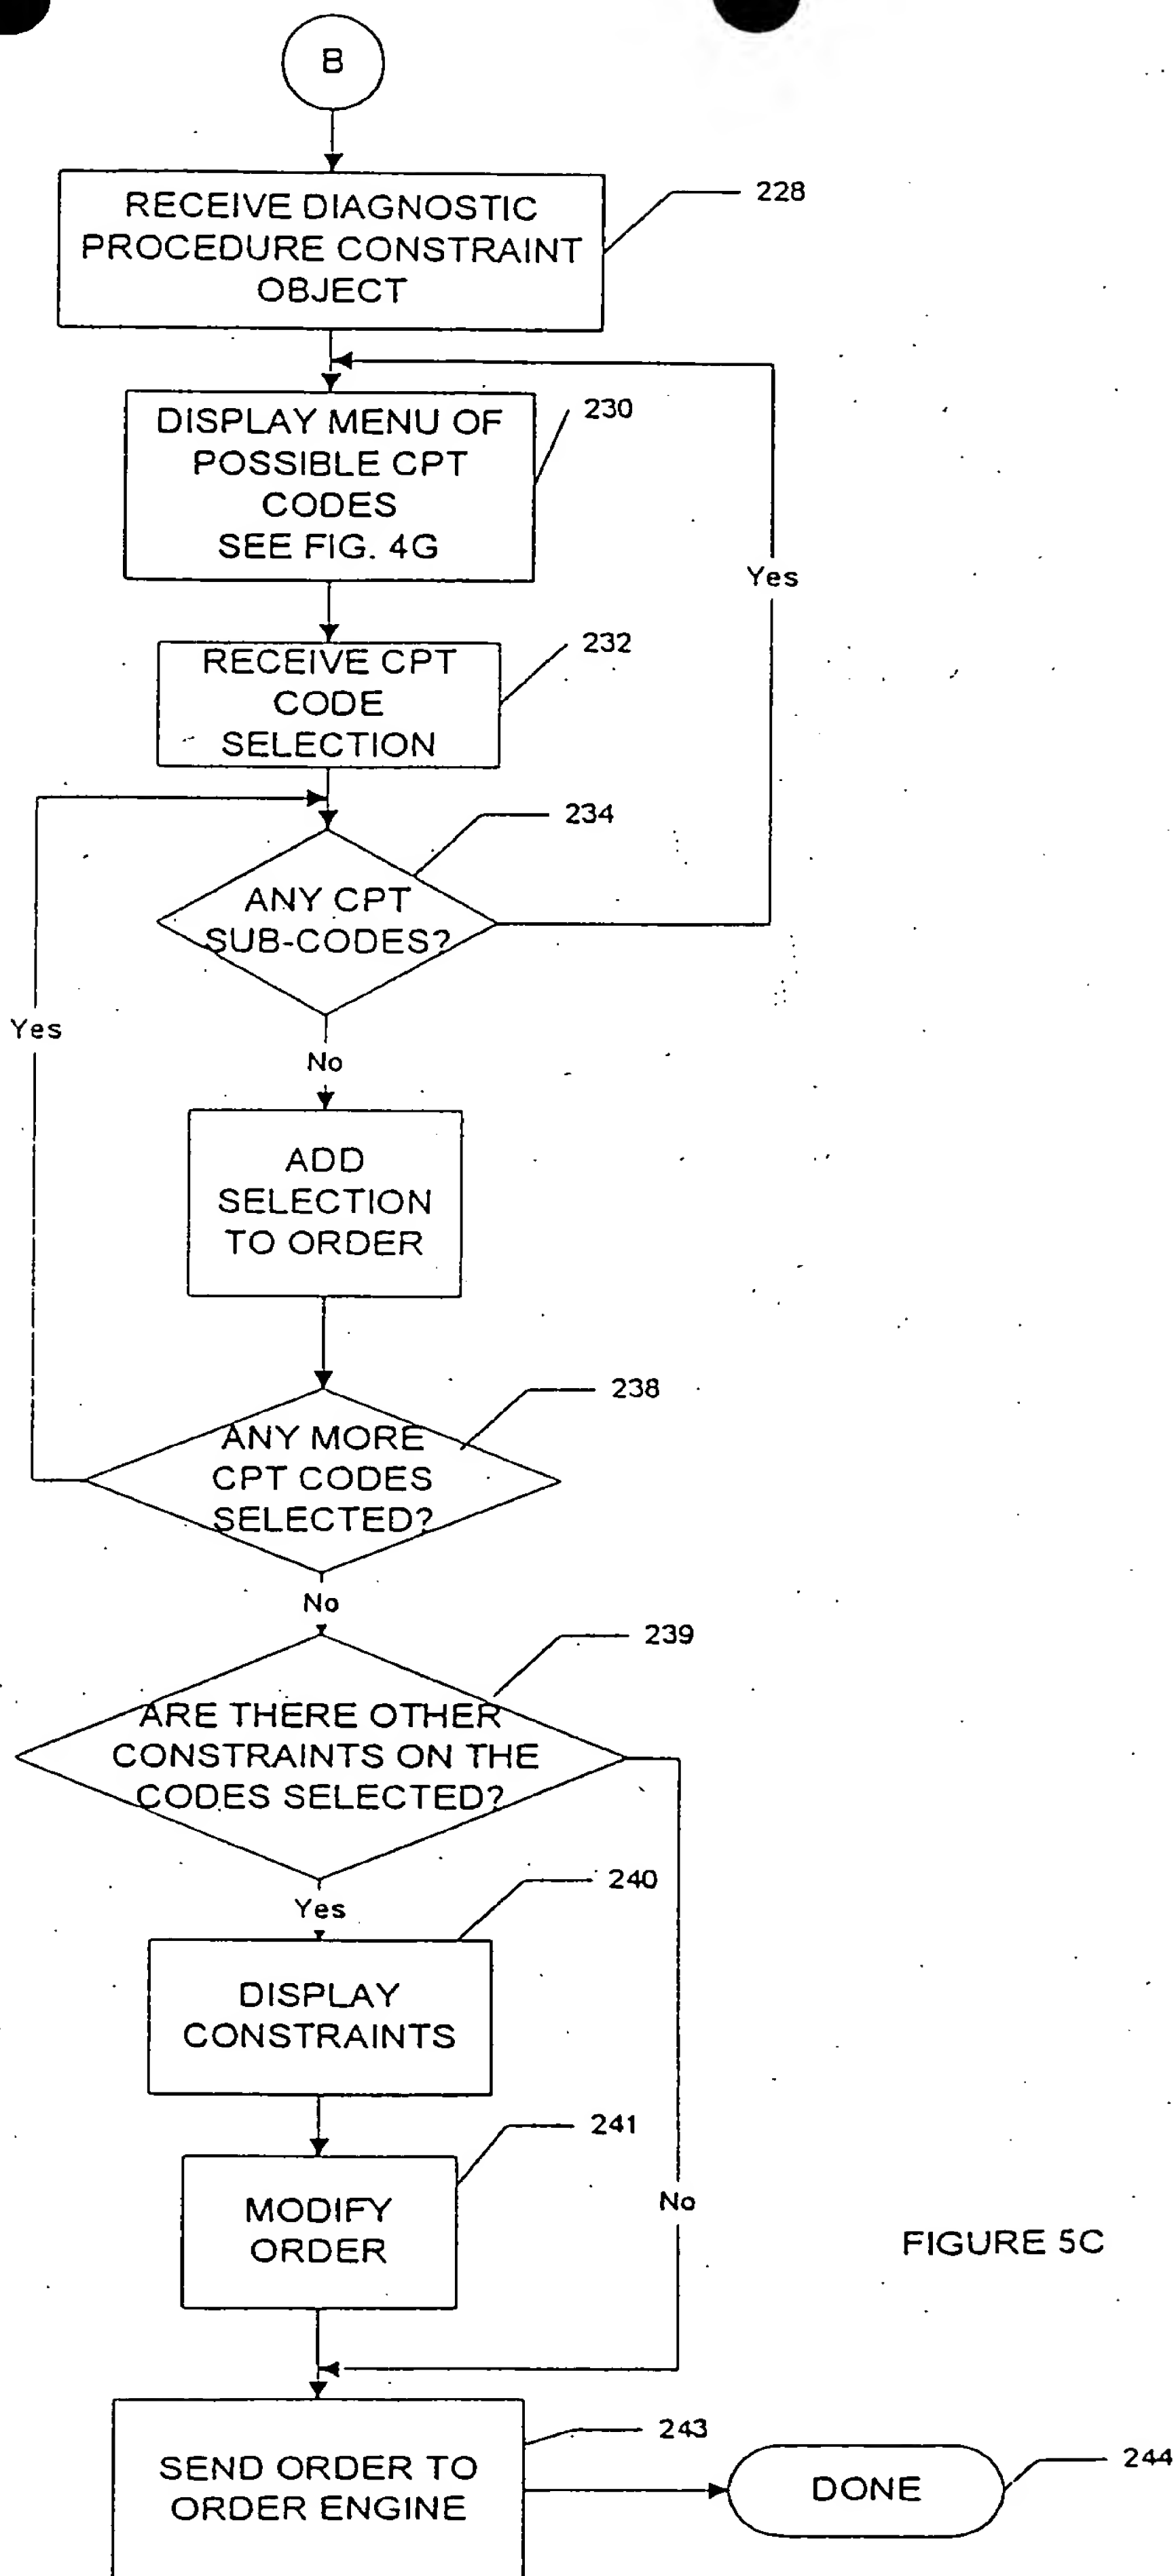 B
RECEIVE DIAGNOSTIC
PROCEDURE CONSTRAINT
OBJECT
228
DISPLAY MENU OF
POSSIBLE CPT
CODES
SEE FIG. 4G
230
Yes
RECEIVE CPT
CODE
SELECTION
232
234
ANY CPT
SUB-CODES?
Yes
No
ADD
SELECTION
TO ORDER
238
ANY MORE
CPT CODES
SELECTED?
No
239
ARE THERE OTHER
CONSTRAINTS ON THE
CODES SELECTED?
240
Yes
DISPLAY
CONSTRAINTS
241
MODIFY
ORDER
No
FIGURE 5C
243
SEND ORDER TO
ORDER ENGINE
DONE
244